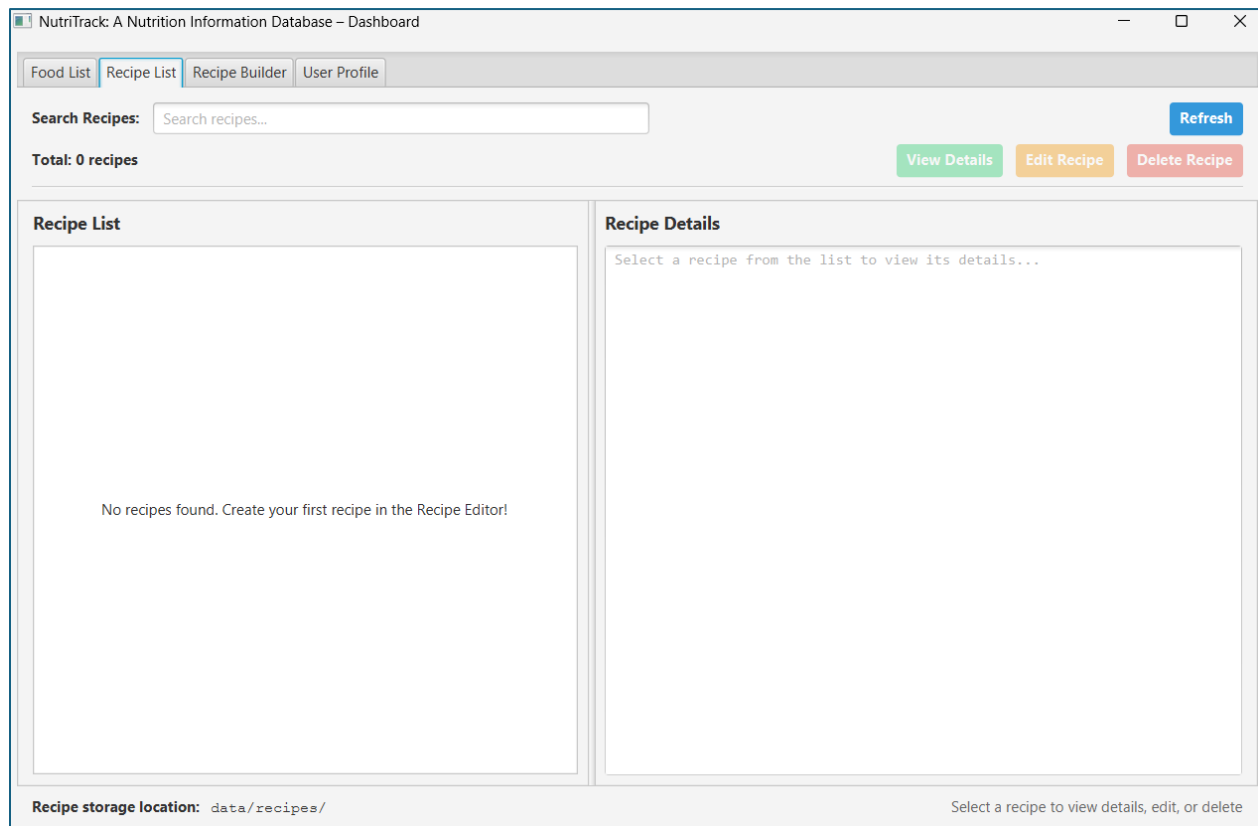 NutriTrack: A Nutrition Information Database – Dashboard
Food List Recipe List Recipe Builder User Profile
Search Recipes: Search recipes... Refresh
Total: 0 recipes View Details Edit Recipe Delete Recipe
Recipe List
No recipes found. Create your first recipe in the Recipe Editor!
Recipe Details
Select a recipe from the list to view its details...
Recipe storage location: data/recipes/ Select a recipe to view details, edit, or delete